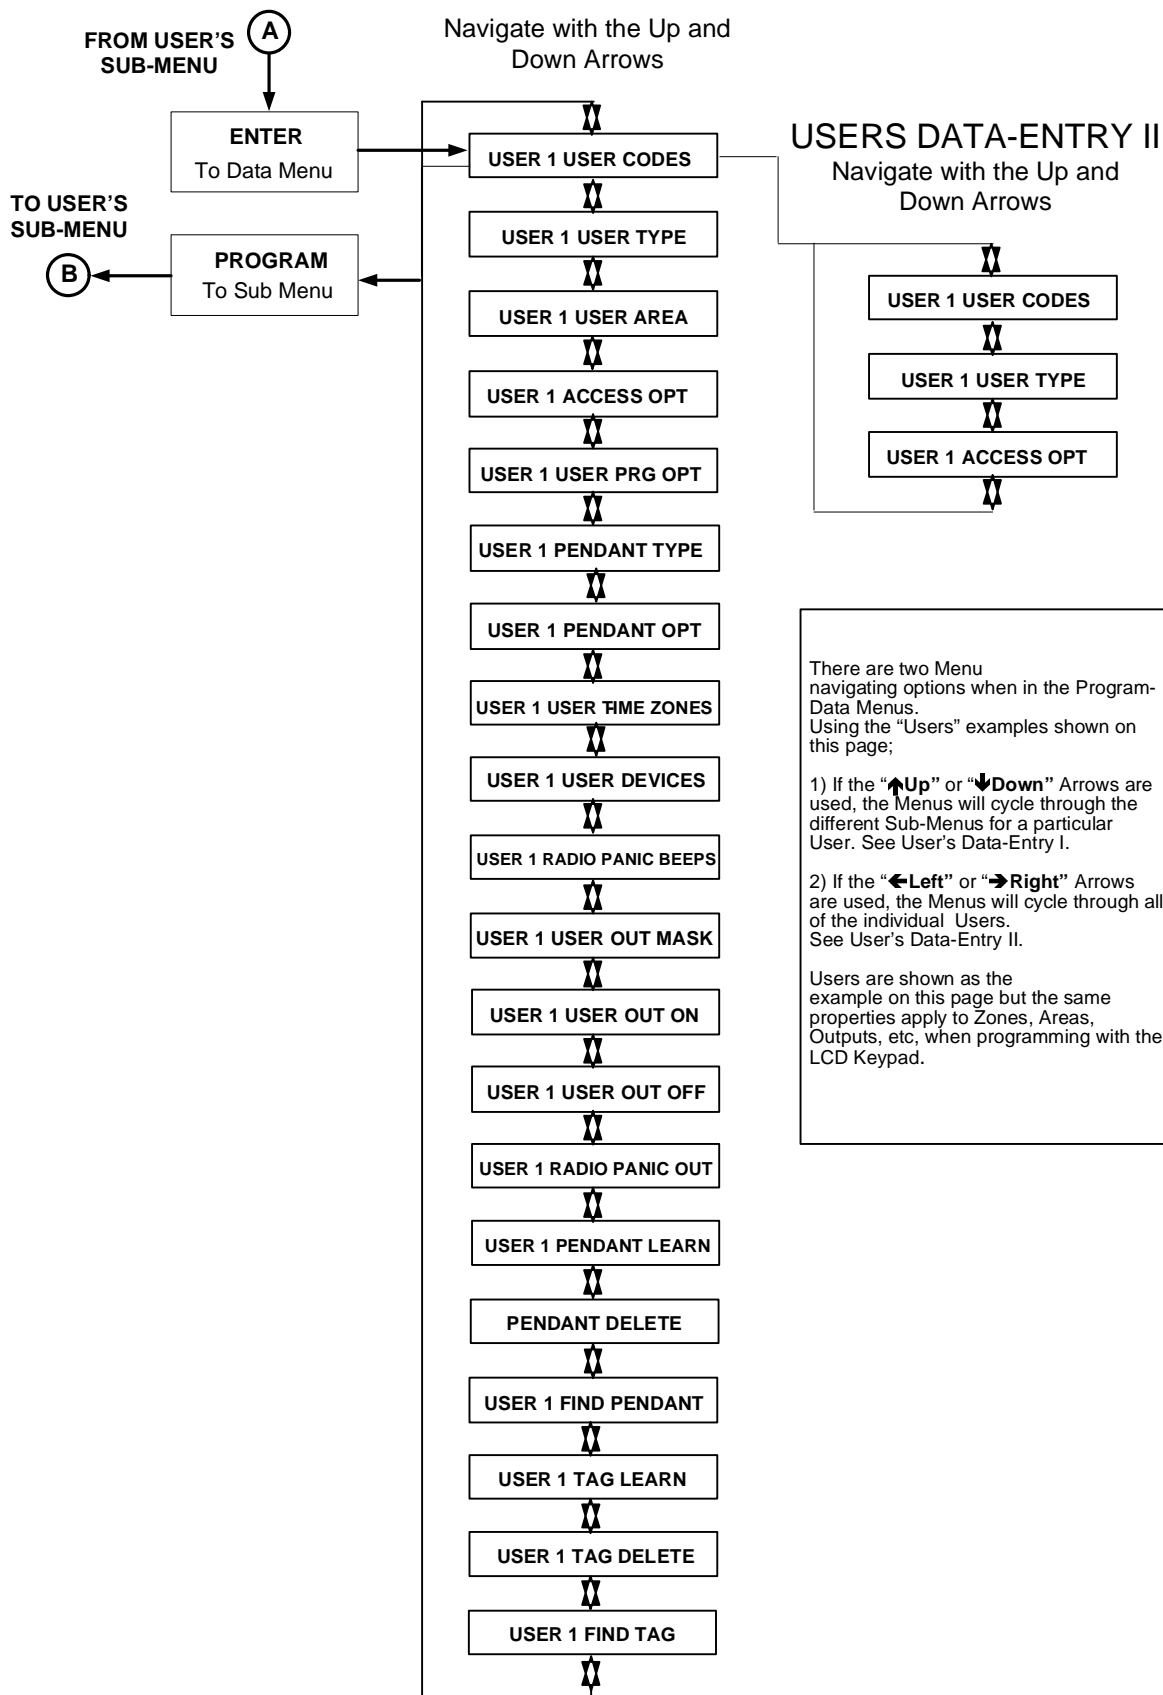 FROM USER'S
SUB-MENU
A
Navigate with the Up and
Down Arrows
ENTER
To Data Menu
TO USER'S
SUB-MENU
B
PROGRAM
To Sub Menu
USER 1 USER CODES
USER 1 USER TYPE
USER 1 USER AREA
USER 1 ACCESS OPT
USER 1 USER PRG OPT
USER 1 PENDANT TYPE
USER 1 PENDANT OPT
USER 1 USER TIME ZONES
USER 1 USER DEVICES
USER 1 RADIO PANIC BEEPS
USER 1 USER OUT MASK
USER 1 USER OUT ON
USER 1 USER OUT OFF
USER 1 RADIO PANIC OUT
USER 1 PENDANT LEARN
PENDANT DELETE
USER 1 FIND PENDANT
USER 1 TAG LEARN
USER 1 TAG DELETE
USER 1 FIND TAG
USERS DATA-ENTRY II
Navigate with the Up and
Down Arrows
USER 1 USER CODES
USER 1 USER TYPE
USER 1 ACCESS OPT
There are two Menu
navigating options when in the Program-
Data Menus.
Using the “Users” examples shown on
this page;
1) If the “🡹Up” or “🡻Down” Arrows are
used, the Menus will cycle through the
different Sub-Menus for a particular
User. See User's Data-Entry I.
2) If the “🡸Left” or “🡺Right” Arrows
are used, the Menus will cycle through all
of the individual Users.
See User's Data-Entry II.
Users are shown as the
example on this page but the same
properties apply to Zones, Areas,
Outputs, etc, when programming with the
LCD Keypad.